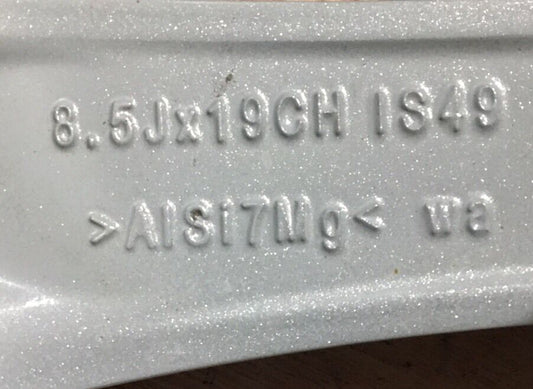 8.5Jx19CH IS49
>AlSi7Mg< wa